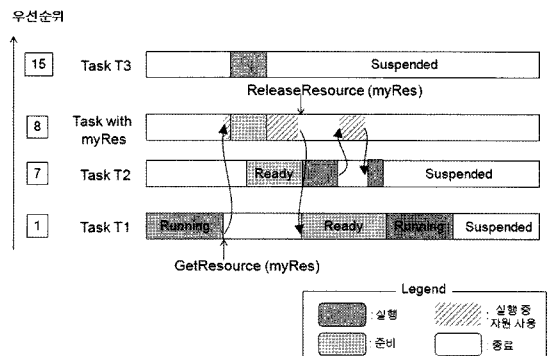 우선순위
15 Task T3 Suspended
ReleaseResource (myRes)
8 Task with myRes
7 Task T2 Ready Suspended
1 Task T1 Running Ready Running Suspended
GetResource (myRes)
Legend
: 실행
: 실행 중 자원 사용
: 준비
: 종료